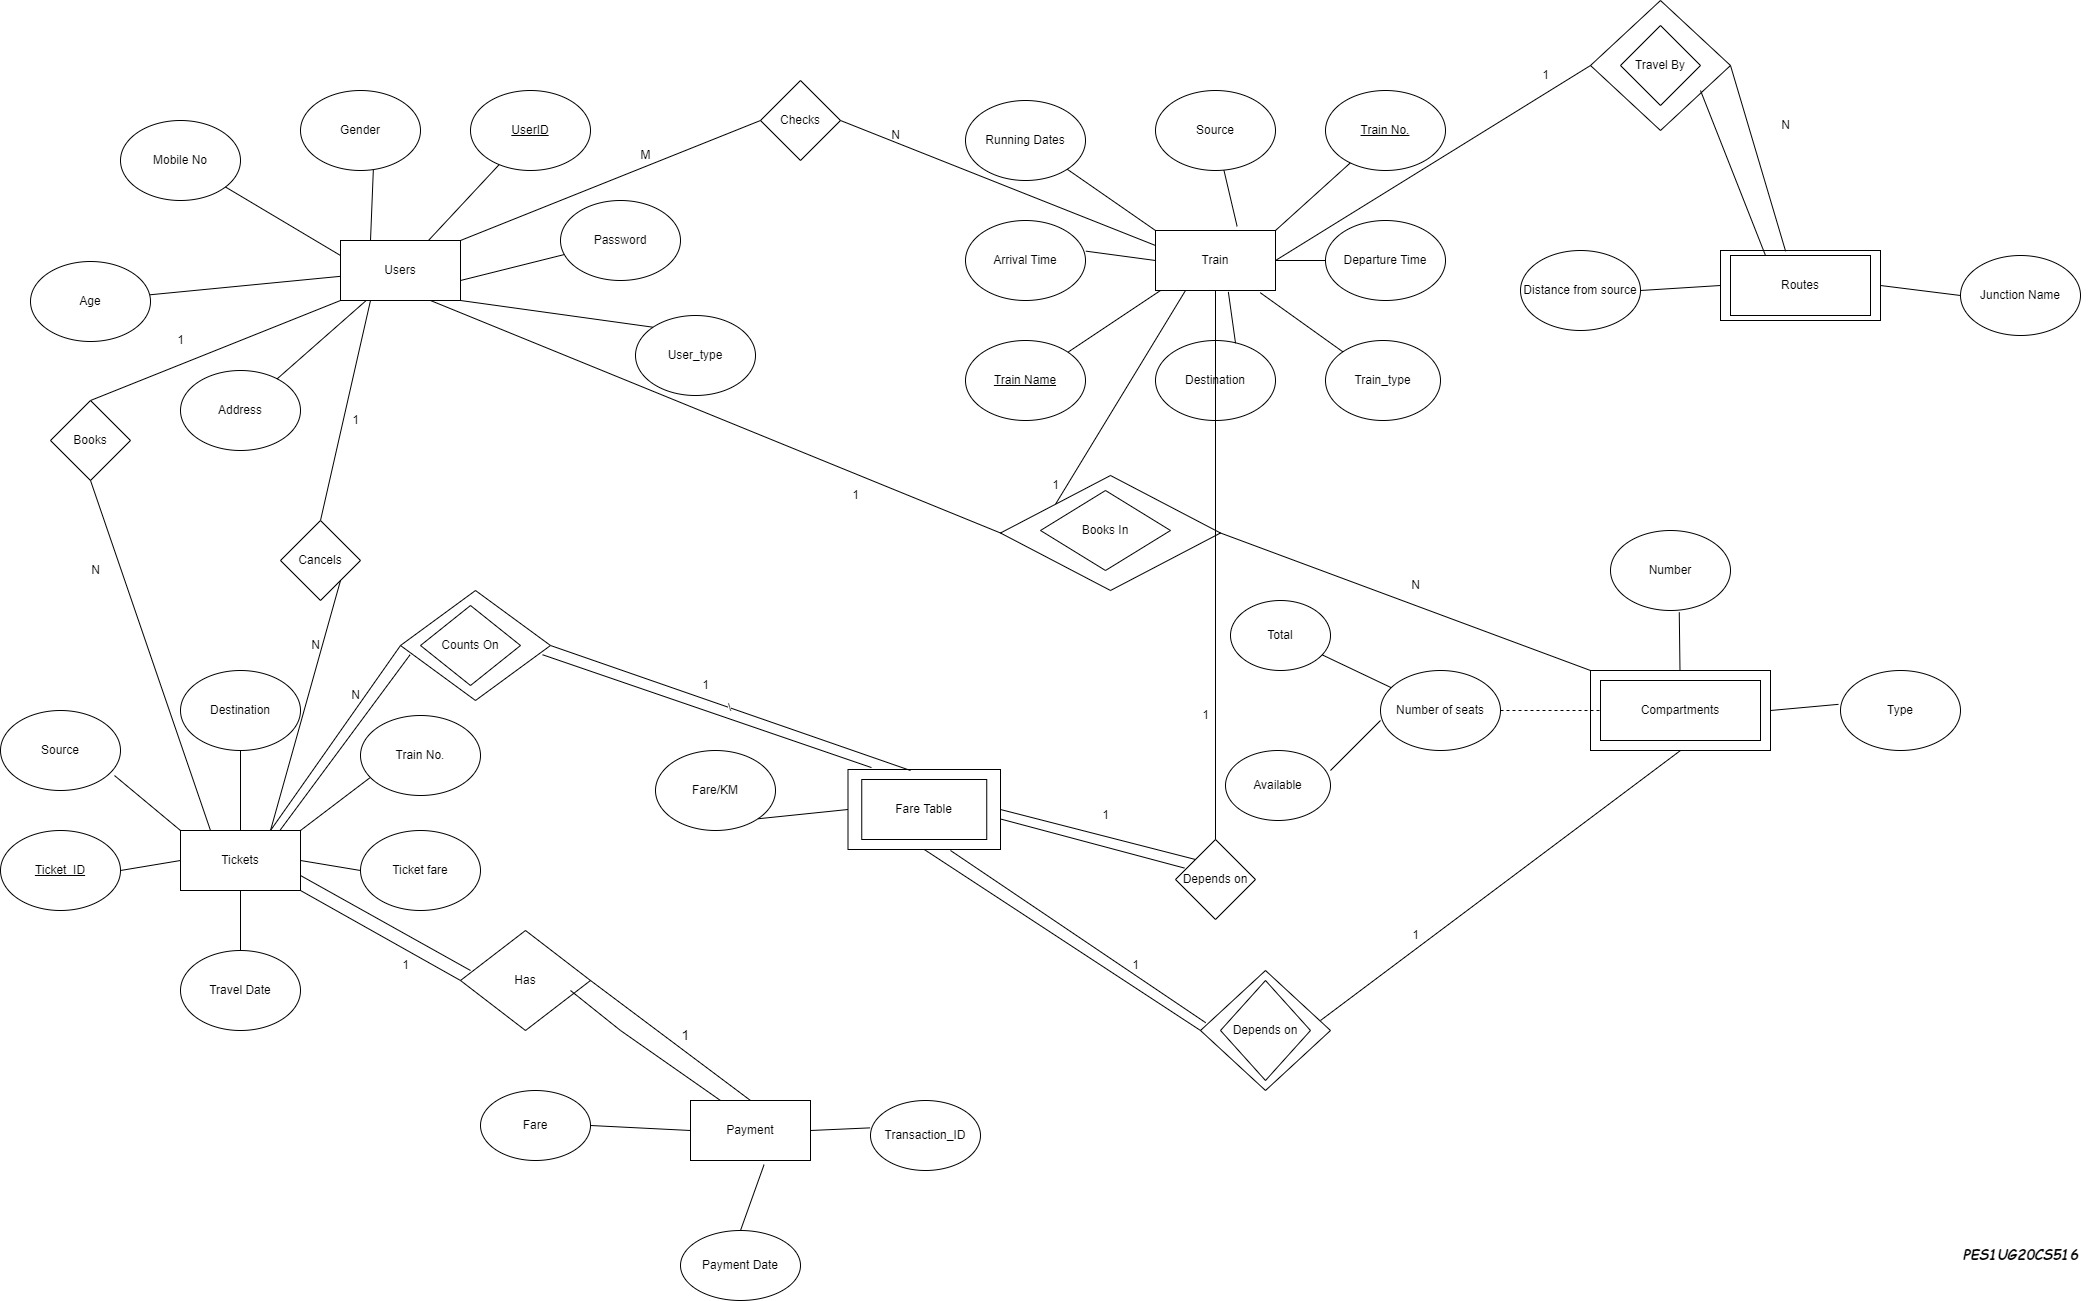 Travel By
1
N
Checks
M
N
Mobile No
Gender
UserID
Running Dates
Source
Train No.
Password
Users
Age
Arrival Time
Train
Departure Time
Distance from source
Routes
Junction Name
1
User_type
Address
1
Train Name
Destination
Train_type
Books
1
1
Books In
N
Cancels
N
Number
N
Counts On
N
1
\
Total
Number of seats
Compartments
Type
1
Available
Source
Destination
Train No.
Fare/KM
Fare Table
1
Tickets
Ticket_ID
Ticket fare
Depends on
1
Has
Travel Date
1
1
Depends on
1
Fare
Payment
Transaction_ID
Payment Date
PES1UG20CS516